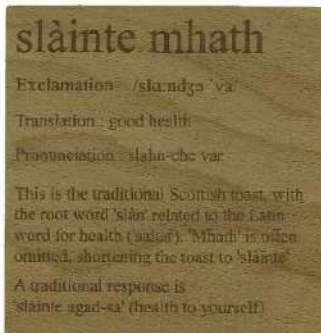 slàinte mhath
Exclamation /slɑːndʒə ˈva/
Translation : good health
Pronunciation : slahn-che var
This is the traditional Scottish toast, with
the root word 'slàn' related to the Latin
word for health ('salus'). 'Mhath' is often
omitted, shortening the toast to 'slàinte'
A traditional response is
'slàinte agad-sa' (health to yourself)